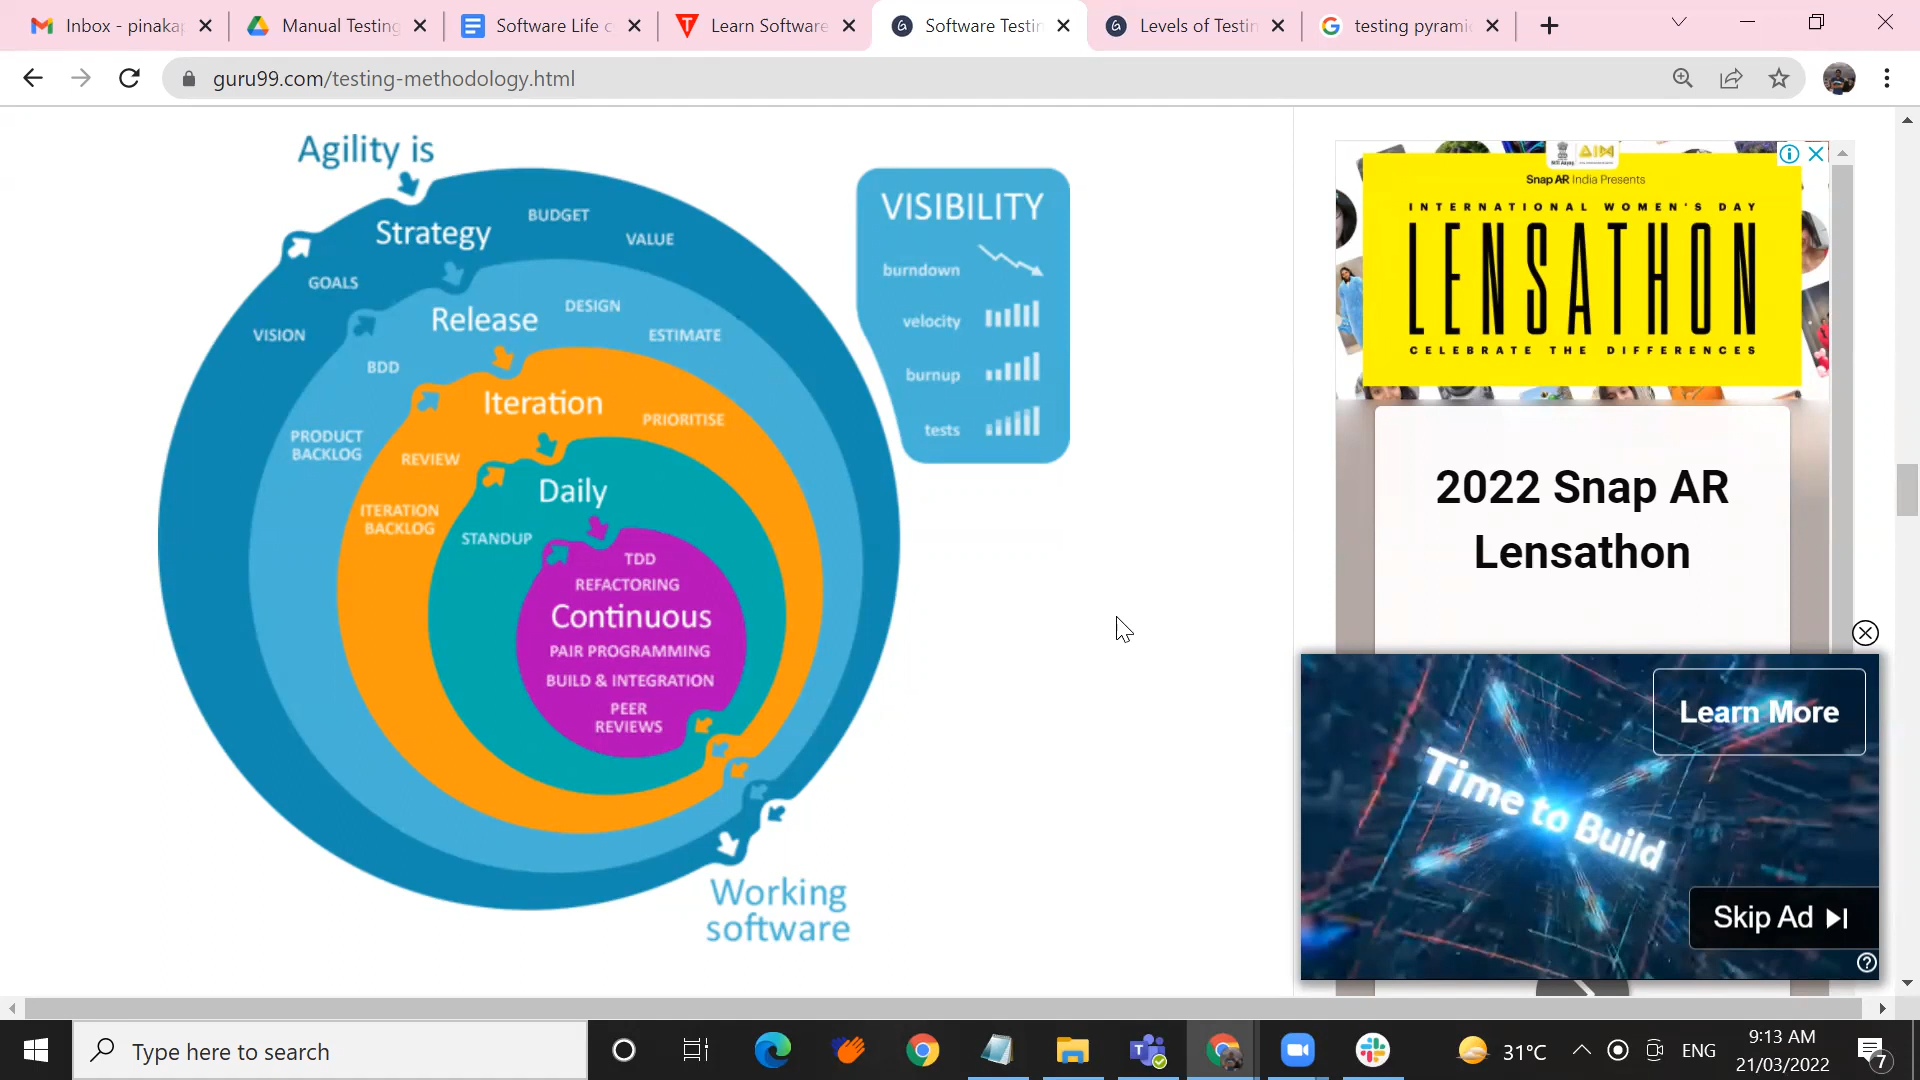 Inbox - pinakap
Manual Testing
Software Life c
Learn Software
Software Testin
Levels of Testin
testing pyrami
guru99.com/testing-methodology.html
Agility is
Strategy
BUDGET
VALUE
GOALS
VISION
Release
DESIGN
ESTIMATE
BDD
PRODUCT
BACKLOG
Iteration
PRIORITISE
REVIEW
ITERATION
BACKLOG
Daily
STANDUP
TDD
REFACTORING
Continuous
PAIR PROGRAMMING
BUILD & INTEGRATION
PEER
REVIEWS
Working
software
VISIBILITY
burndown
velocity
burnup
tests
Snap AR India Presents
INTERNATIONAL WOMEN'S DAY
LENSATHON
CELEBRATE THE DIFFERENCES
2022 Snap AR
Lensathon
Learn More
Time to Build
Skip Ad
Type here to search
31°C
ENG
9:13 AM
21/03/2022
7